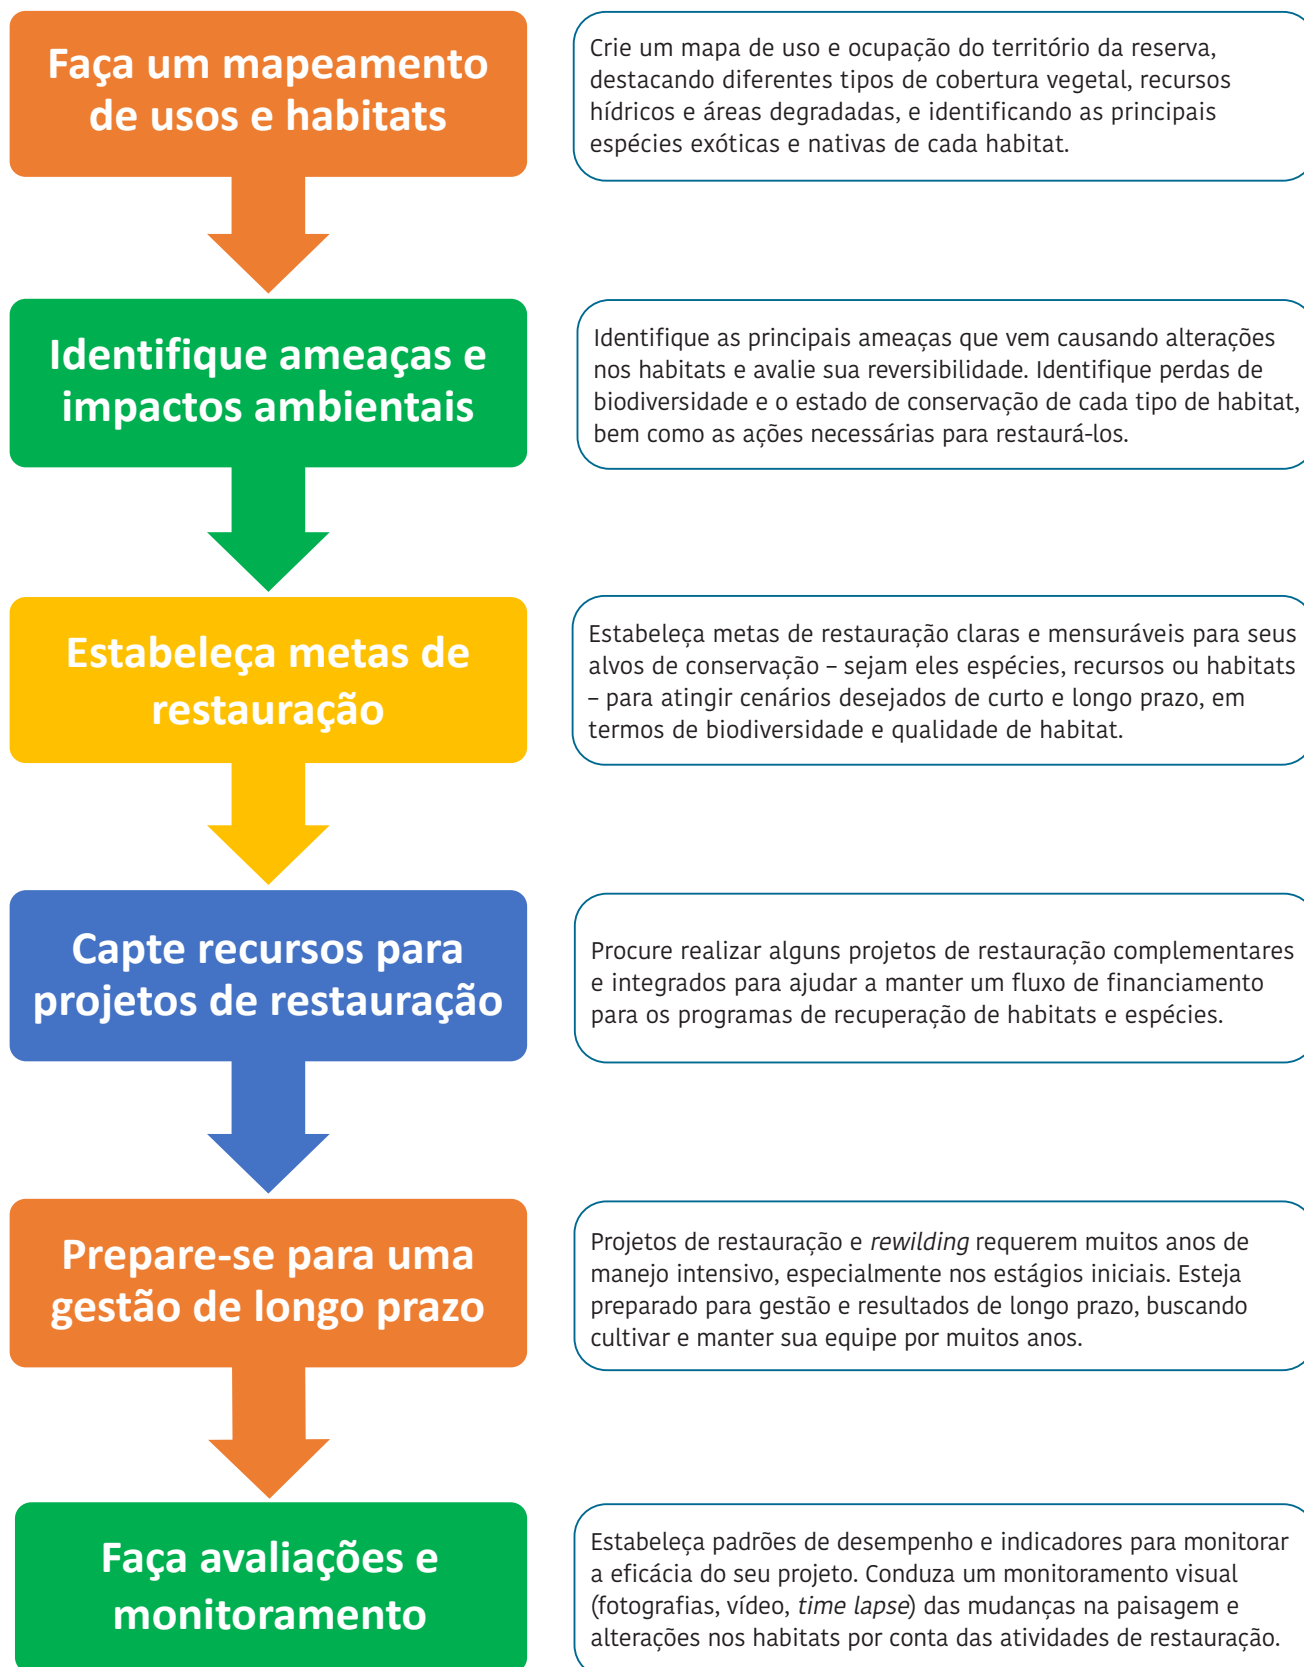 Faça um mapeamento
de usos e habitats
Crie um mapa de uso e ocupação do território da reserva,
destacando diferentes tipos de cobertura vegetal, recursos
hídricos e áreas degradadas, e identificando as principais
espécies exóticas e nativas de cada habitat.
Identifique ameaças e
impactos ambientais
Identifique as principais ameaças que vem causando alterações
nos habitats e avalie sua reversibilidade. Identifique perdas de
biodiversidade e o estado de conservação de cada tipo de habitat,
bem como as ações necessárias para restaurá-los.
Estabeleça metas de
restauração
Estabeleça metas de restauração claras e mensuráveis para seus
alvos de conservação – sejam eles espécies, recursos ou habitats
– para atingir cenários desejados de curto e longo prazo, em
termos de biodiversidade e qualidade de habitat.
Capte recursos para
projetos de restauração
Procure realizar alguns projetos de restauração complementares
e integrados para ajudar a manter um fluxo de financiamento
para os programas de recuperação de habitats e espécies.
Prepare-se para uma
gestão de longo prazo
Projetos de restauração e rewilding requerem muitos anos de
manejo intensivo, especialmente nos estágios iniciais. Esteja
preparado para gestão e resultados de longo prazo, buscando
cultivar e manter sua equipe por muitos anos.
Faça avaliações e
monitoramento
Estabeleça padrões de desempenho e indicadores para monitorar
a eficácia do seu projeto. Conduza um monitoramento visual
(fotografias, vídeo, time lapse) das mudanças na paisagem e
alterações nos habitats por conta das atividades de restauração.